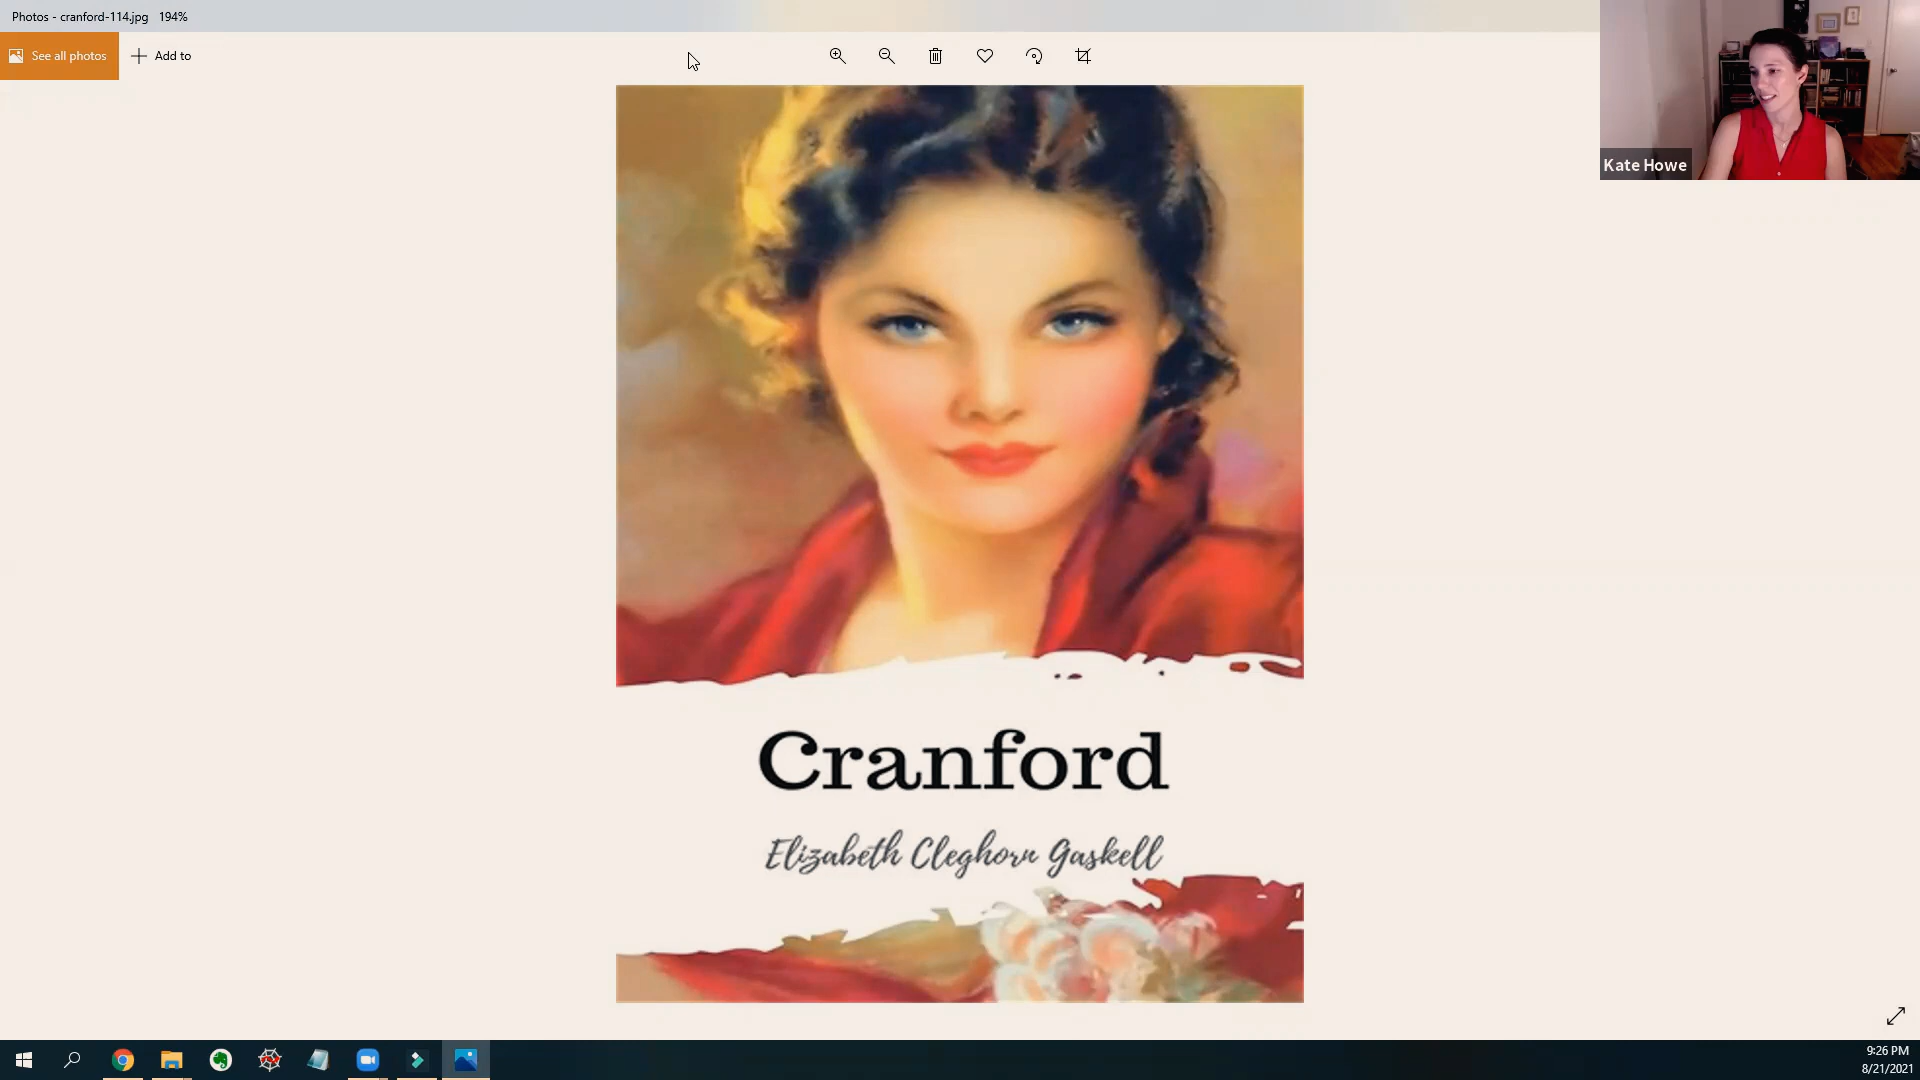 Photos - cranford-114.jpg 194%
See all photos
Add to
Kate Howe
Cranford
Elizabeth Cleghorn Gaskell
9:26 PM
8/21/2021